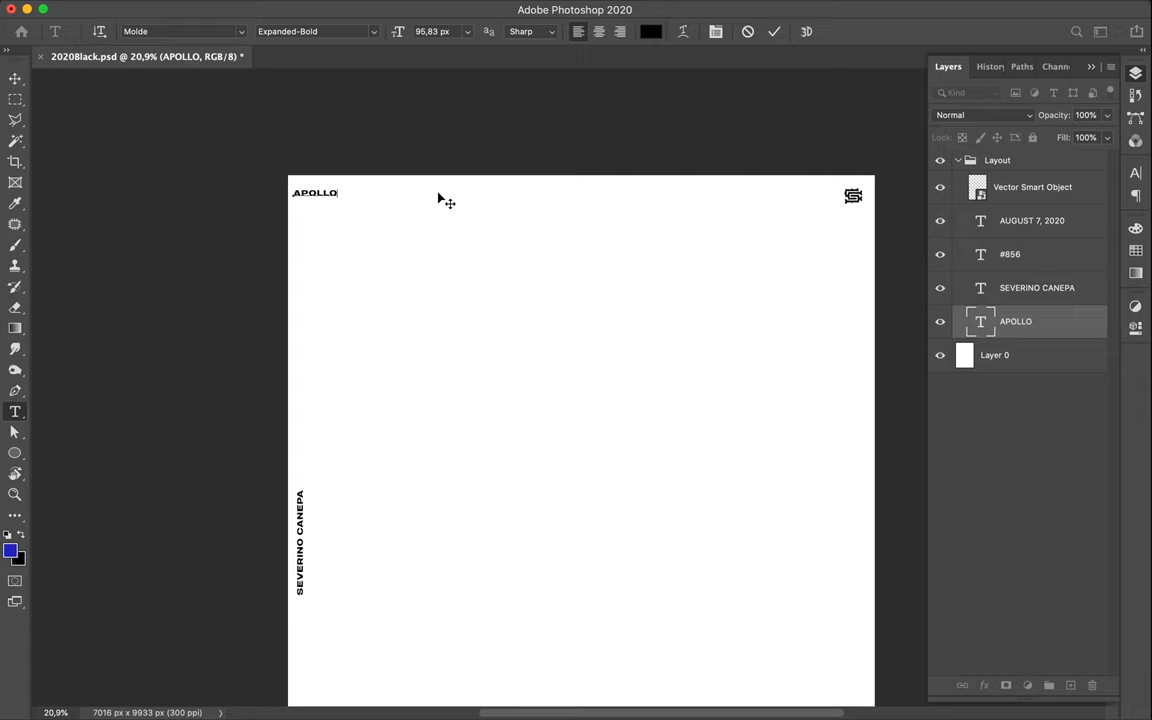 Adobe Photoshop 2020
Molde
Expanded-Bold
95,83 px
Sharp
3D
2020Black.psd @ 20,9% (APOLLO, RGB/8) *
Layers
History
Paths
Chann
Kind
Normal
Opacity: 100%
Lock:
Fill: 100%
Layout
Vector Smart Object
AUGUST 7, 2020
#856
SEVERINO CANEPA
APOLLO
Layer 0
APOLLO
SEVERINO CANEPA
20,9%
7016 px x 9933 px (300 ppi)